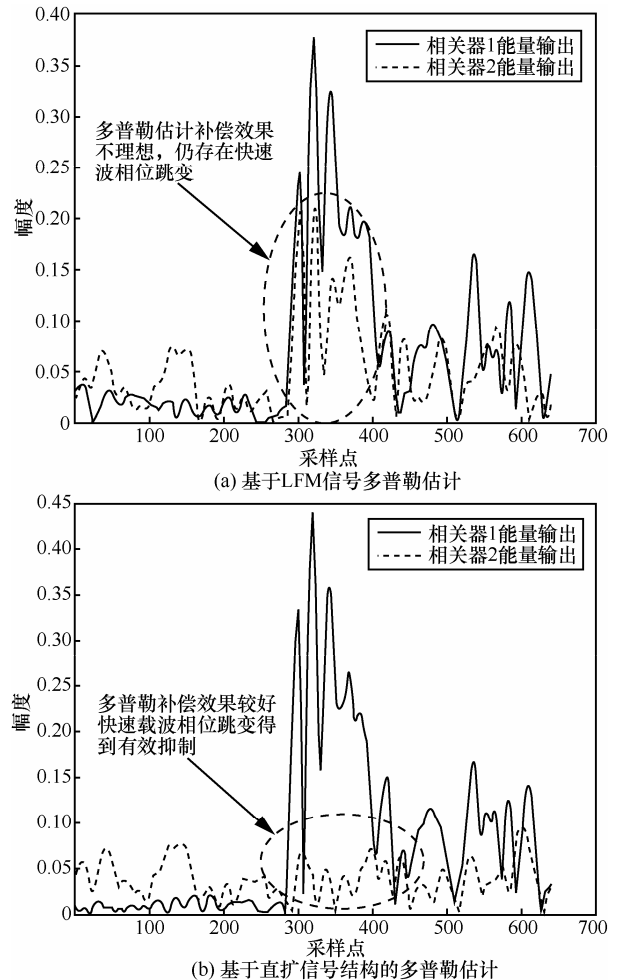 0.40
0.35
0.30
0.25
0.20
0.15
0.10
0.05
0
幅度
相关器1能量输出
相关器2能量输出
多普勒估计补偿效果
不理想，仍存在快速
波相位跳变
100 200 300 400 500 600 700
采样点
(a) 基于LFM信号多普勒估计
0.45
0.40
0.35
0.30
0.25
0.20
0.15
0.10
0.05
0
幅度
相关器1能量输出
相关器2能量输出
多普勒补偿效果较好
快速载波相位跳变得
到有效抑制
100 200 300 400 500 600 700
采样点
(b) 基于直扩信号结构的多普勒估计